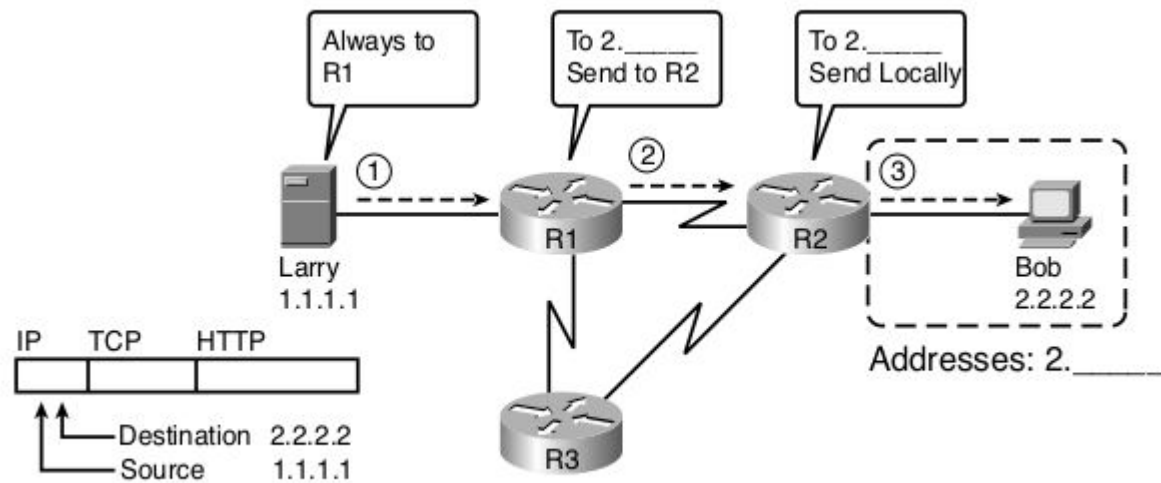 Always to
R1
To 2._____
Send to R2
To 2._____
Send Locally
1
2
3
R1
R2
Larry
1.1.1.1
Bob
2.2.2.2
IP TCP HTTP
Addresses: 2._____
Destination 2.2.2.2
Source 1.1.1.1
R3